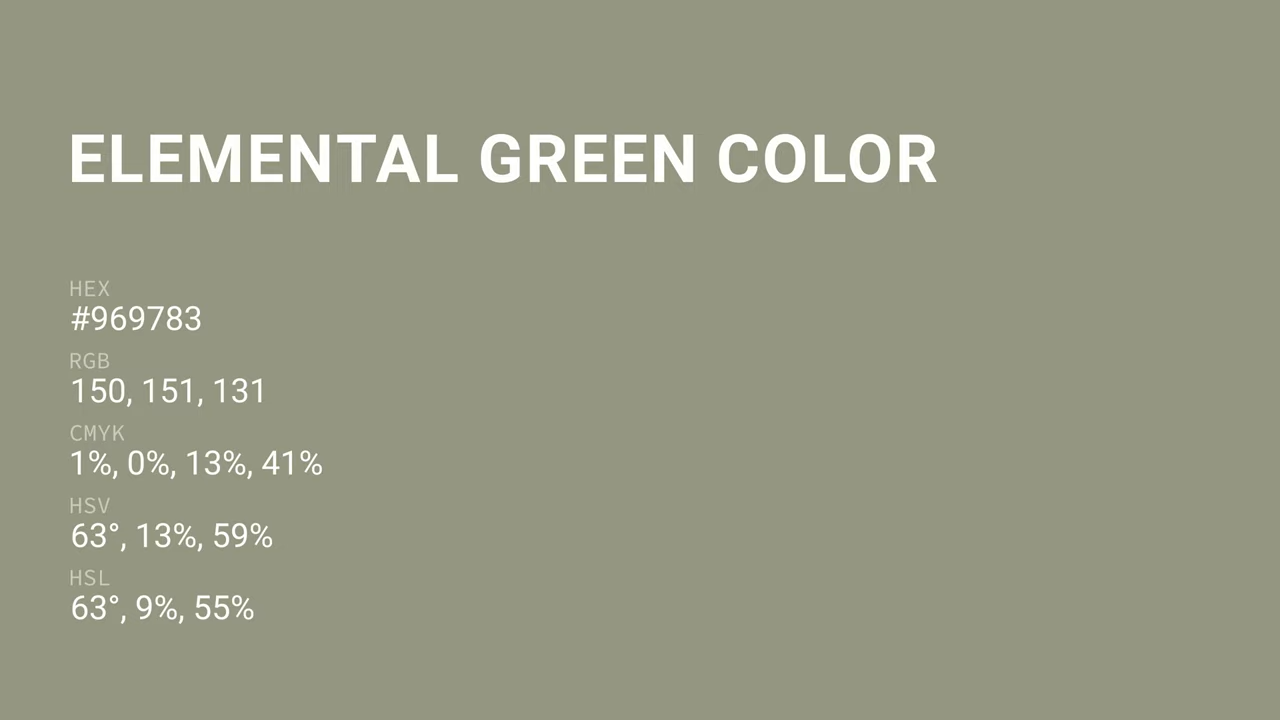 ELEMENTAL GREEN COLOR
HEX
#969783
RGB
150, 151, 131
CMYK
1%, 0%, 13%, 41%
HSV
63°, 13%, 59%
HSL
63°, 9%, 55%